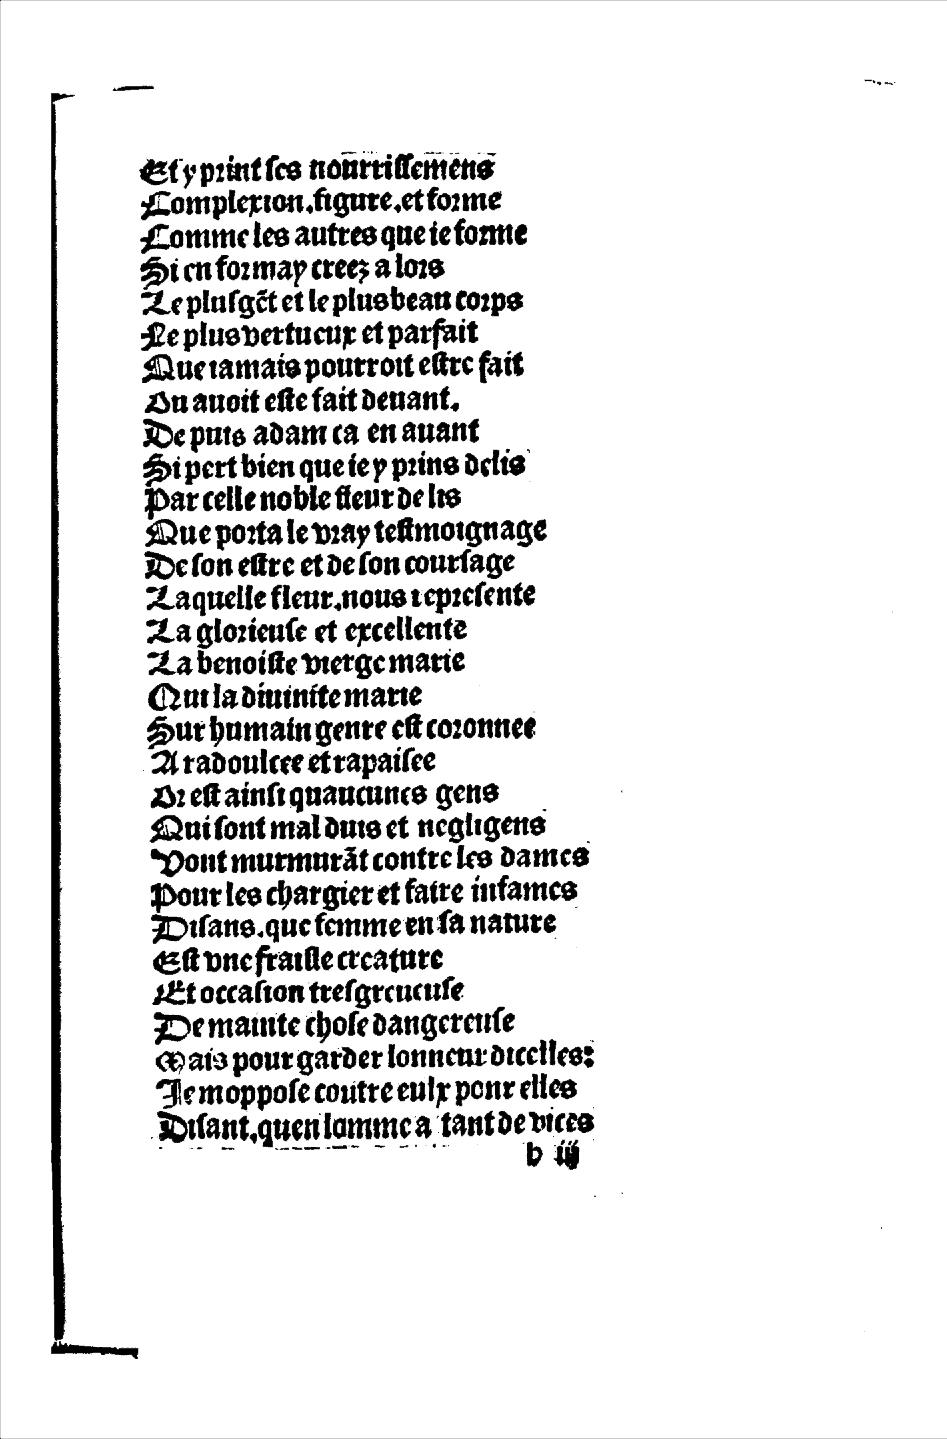 Et y print ses nourrissemens
Complexion.figure.et forme
Comme les autres que ie forme
Si en formay creez a lors
Le plusgēt et le plus beau corps
Le plus vertueux et parfait
Que iamais pourroit estre fait
Ou auoit este fait deuant.
De puis adam ca en auant
Si pert bien que ie y prins delis
Par celle noble fleur de lis
Que porta le vray tesmoignage
De son estre et de son coursage
Laquelle fleur.nous represente
La glorieuse et excellente
La benoiste vierge marie
Qui la diuinite marie
Sur humain genre est coronnee
A radoulcee et rapaisee
Or est ainsi quaucunes gens
Qui sont mal duis et negligens
Vont murmurāt contre les dames
Pour les chargier et faire infames
Disans.que femme en sa nature
Est vne fraisle creature
Et occasion tresgreueuse
De mainte chose dangereuse
Mais pour garder lonneur dicelles:
Je moppose contre eulx ponr elles
Disant.quen lomme a tant de vices
b iij